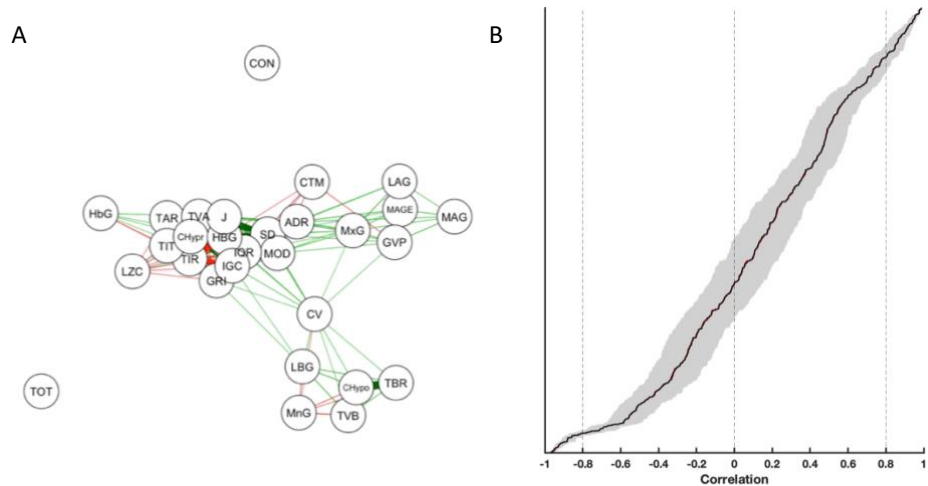 A
B
CON
CTM
LAG
HbG
TAR
TVA
J
ADR
MAGE
MAG
CHypr
HBG
SD
MxG
GVP
TIT
TIR
IQR
MOD
LZC
IGC
GRI
CV
LBG
CHypo
TBR
TOT
MnG
TVB
-1 -0.8 -0.6 -0.4 -0.2 0 0.2 0.4 0.6 0.8 1
Correlation